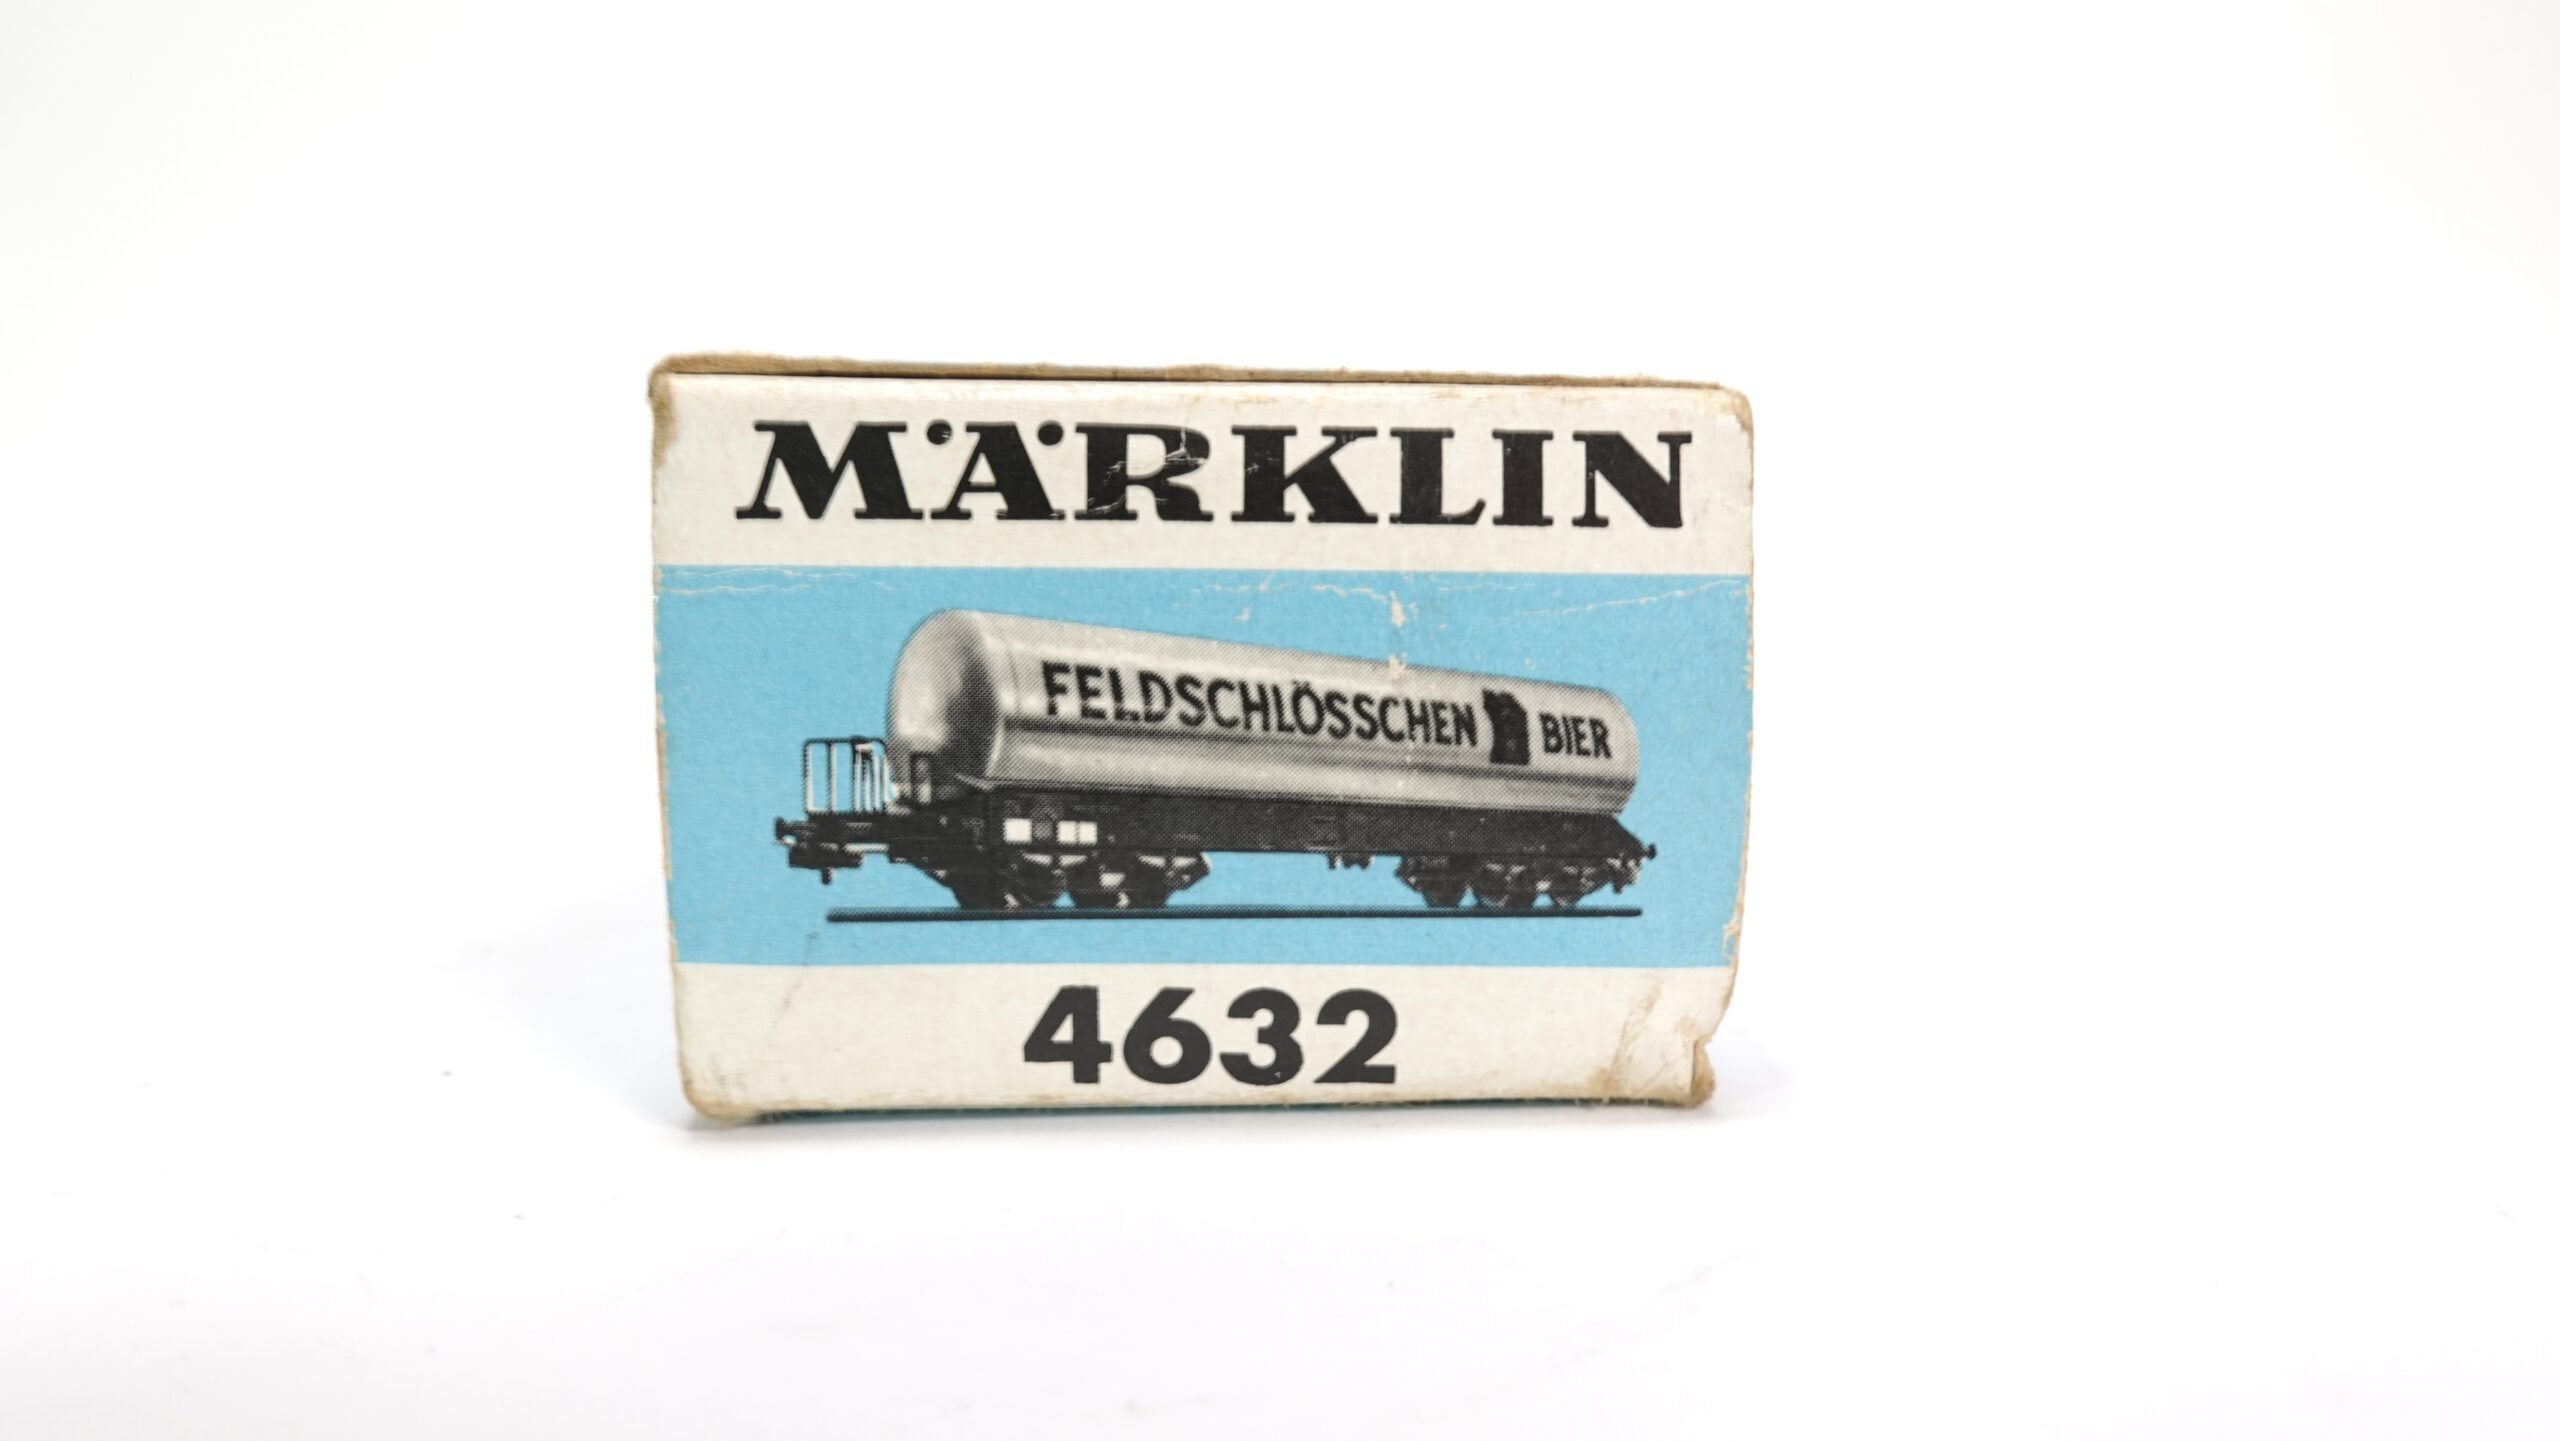 MÄRKLIN
FELDSCHLÖSSCHEN BIER
4632